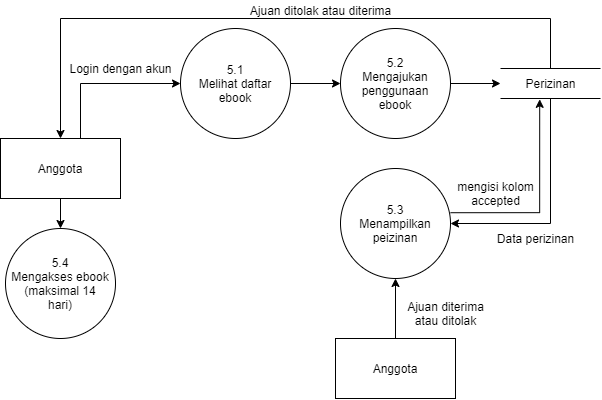 Ajuan ditolak atau diterima
Login dengan akun
5.1
Melihat daftar
ebook
5.2
Mengajukan
penggunaan
ebook
Perizinan
Anggota
5.3
Menampilkan
peizinan
mengisi kolom
accepted
Data perizinan
5.4
Mengakses ebook
(maksimal 14
hari)
Ajuan diterima
atau ditolak
Anggota